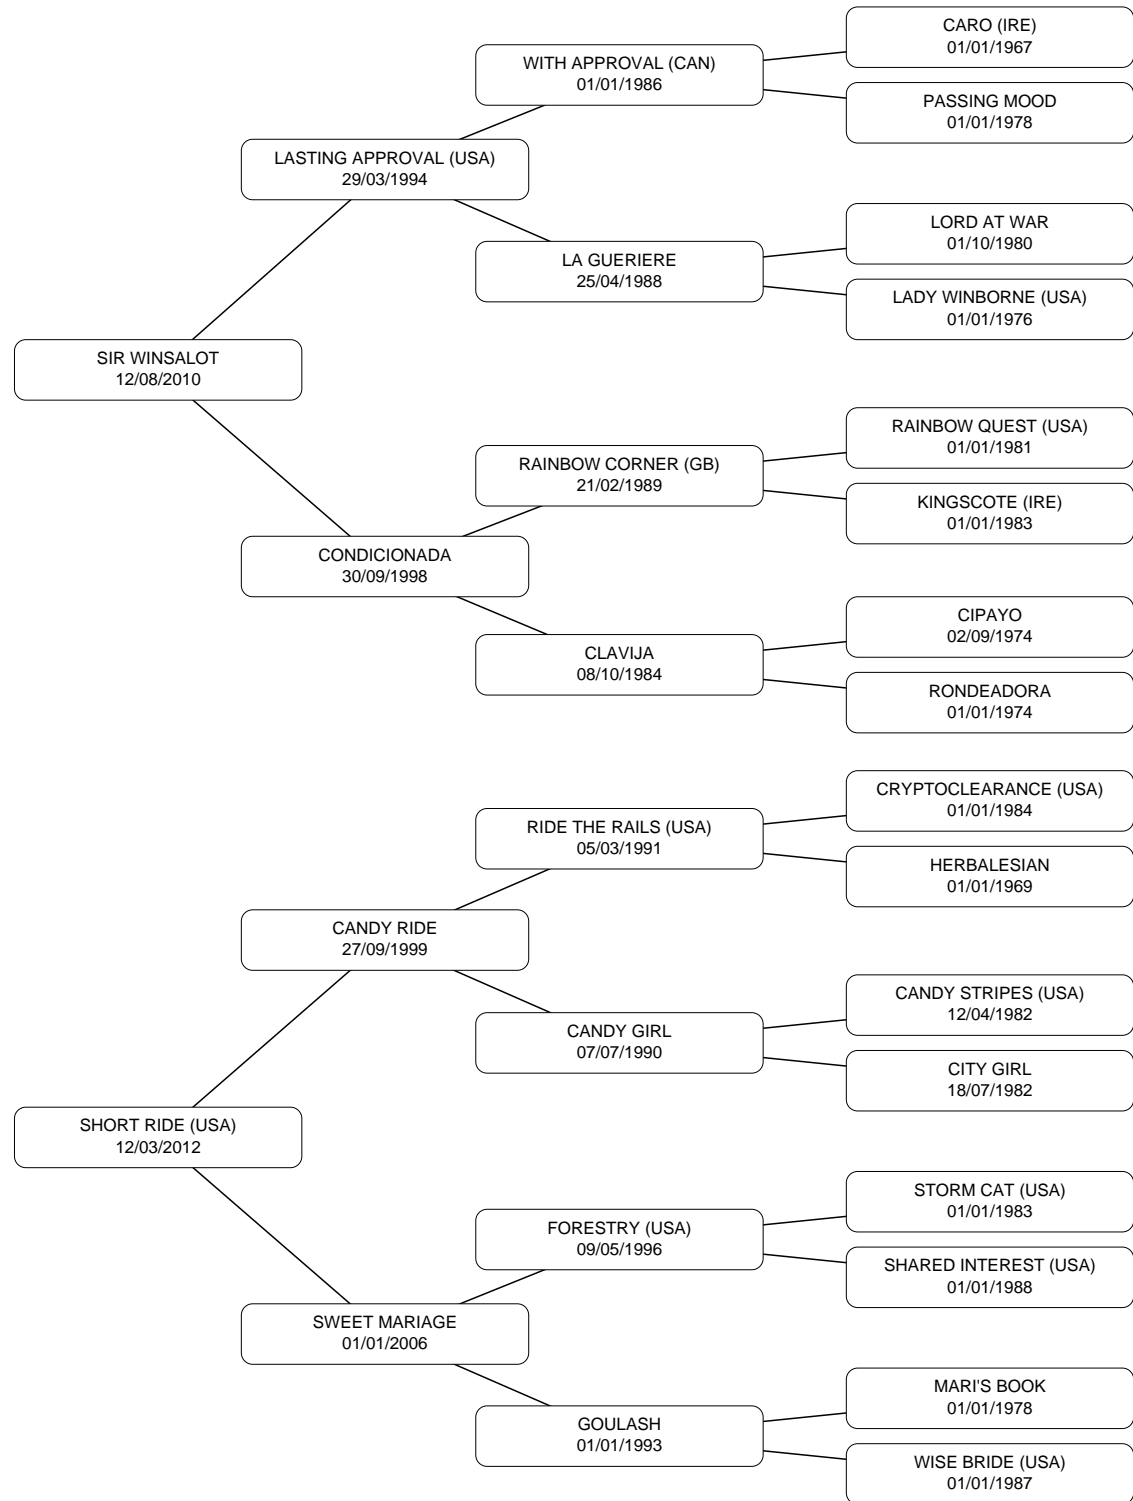 CARO (IRE)
01/01/1967
WITH APPROVAL (CAN)
01/01/1986
PASSING MOOD
01/01/1978
LASTING APPROVAL (USA)
29/03/1994
LORD AT WAR
01/10/1980
LA GUERIERE
25/04/1988
LADY WINBORNE (USA)
01/01/1976
SIR WINSALOT
12/08/2010
RAINBOW QUEST (USA)
01/01/1981
RAINBOW CORNER (GB)
21/02/1989
KINGSCOTE (IRE)
01/01/1983
CONDICIONADA
30/09/1998
CIPAYO
02/09/1974
CLAVIJA
08/10/1984
RONDEADORA
01/01/1974
CRYPTOCLEARANCE (USA)
01/01/1984
RIDE THE RAILS (USA)
05/03/1991
HERBALESIAN
01/01/1969
CANDY RIDE
27/09/1999
CANDY STRIPES (USA)
12/04/1982
CANDY GIRL
07/07/1990
CITY GIRL
18/07/1982
SHORT RIDE (USA)
12/03/2012
STORM CAT (USA)
01/01/1983
FORESTRY (USA)
09/05/1996
SHARED INTEREST (USA)
01/01/1988
SWEET MARIAGE
01/01/2006
MARI'S BOOK
01/01/1978
GOULASH
01/01/1993
WISE BRIDE (USA)
01/01/1987